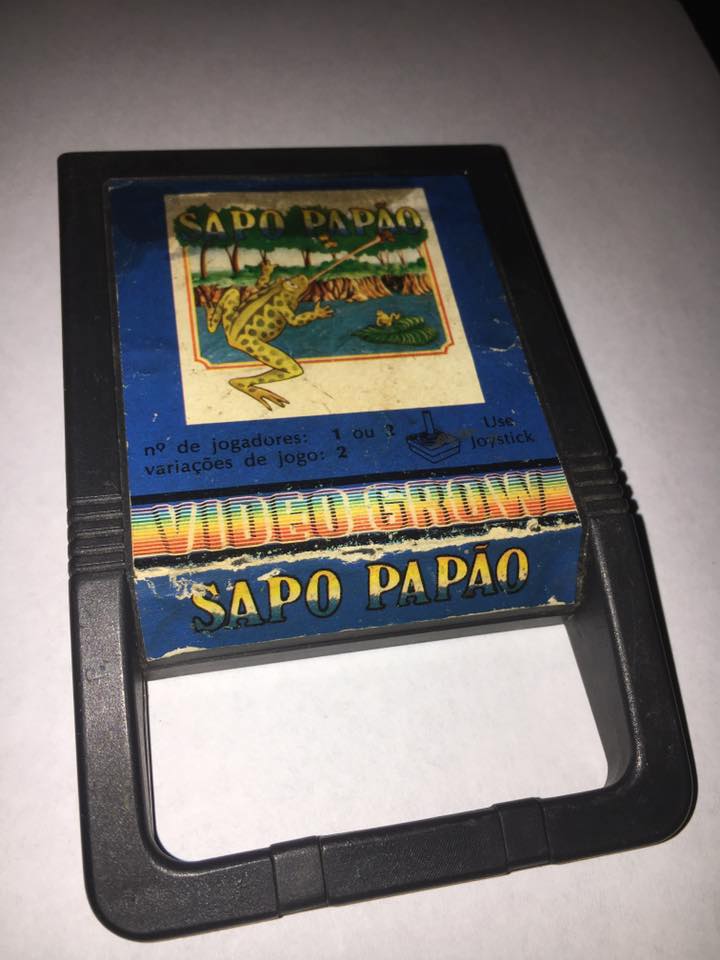 SAPO PAPÃO
nº de jogadores: 1 ou 2
variações de jogo: 2
Use
Joystick
VIDEO GROW
SAPO PAPÃO